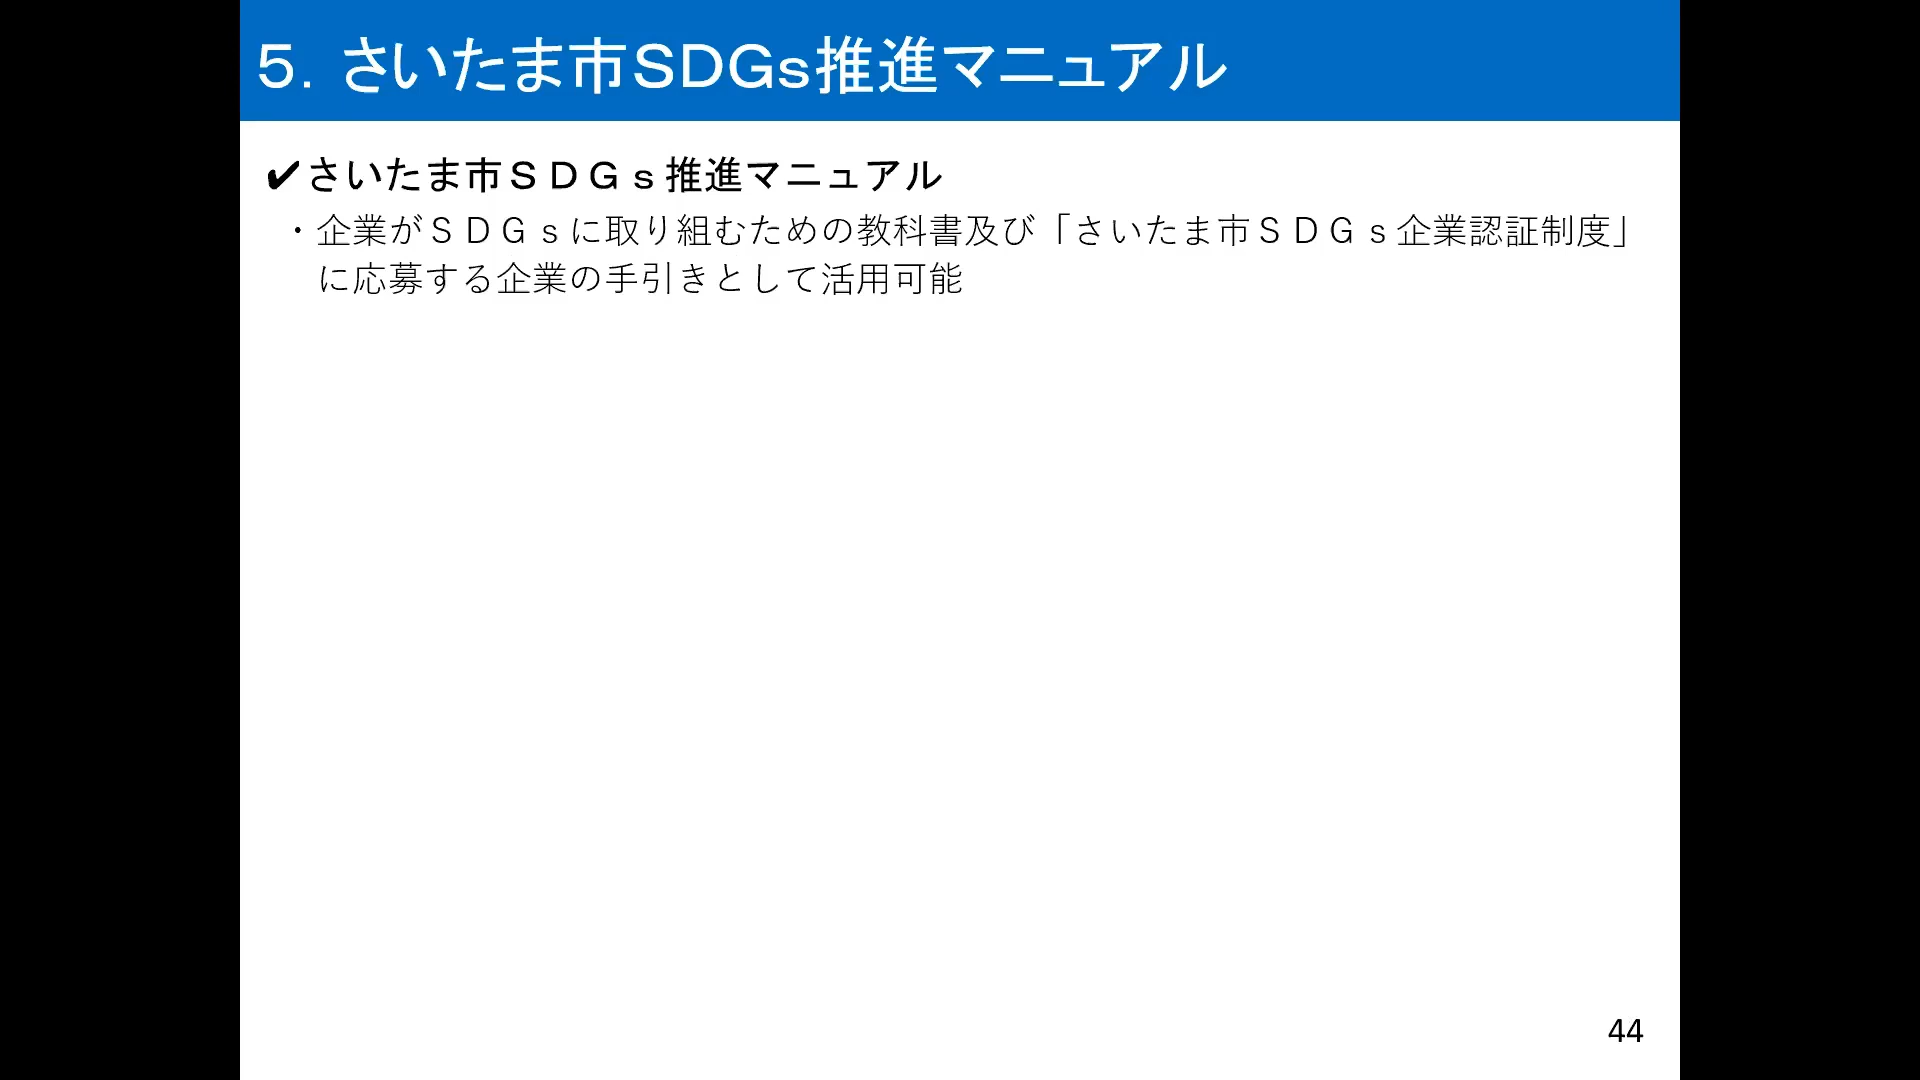 ５．さいたま市SDGs推進マニュアル
✔さいたま市ＳＤＧｓ推進マニュアル
・企業がＳＤＧｓに取り組むための教科書及び「さいたま市ＳＤＧｓ企業認証制度」
に応募する企業の手引きとして活用可能
44